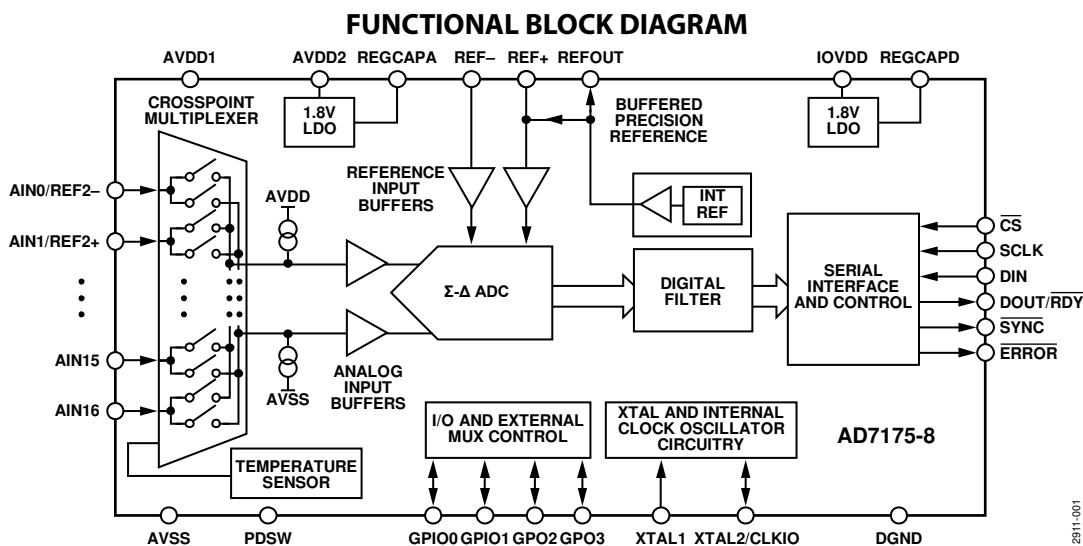 FUNCTIONAL BLOCK DIAGRAM
AVDD1
AVDD2
REGCAPA
REF–
REF+
REFOUT
IOVDD
REGCAPD
CROSSPOINT
MULTIPLEXER
1.8V
LDO
BUFFERED
PRECISION
REFERENCE
1.8V
LDO
REFERENCE
INPUT
BUFFERS
INT
REF
AIN0/REF2–
AIN1/REF2+
AIN15
AIN16
AVDD
AVSS
Σ-Δ ADC
DIGITAL
FILTER
SERIAL
INTERFACE
AND CONTROL
CS
SCLK
DIN
DOUT/RDY
SYNC
ERROR
ANALOG
INPUT
BUFFERS
I/O AND EXTERNAL
MUX CONTROL
XTAL AND INTERNAL
CLOCK OSCILLATOR
CIRCUITRY
AD7175-8
TEMPERATURE
SENSOR
AVSS
PDSW
GPIO0
GPIO1
GPO2
GPO3
XTAL1
XTAL2/CLKIO
DGND
2911-001